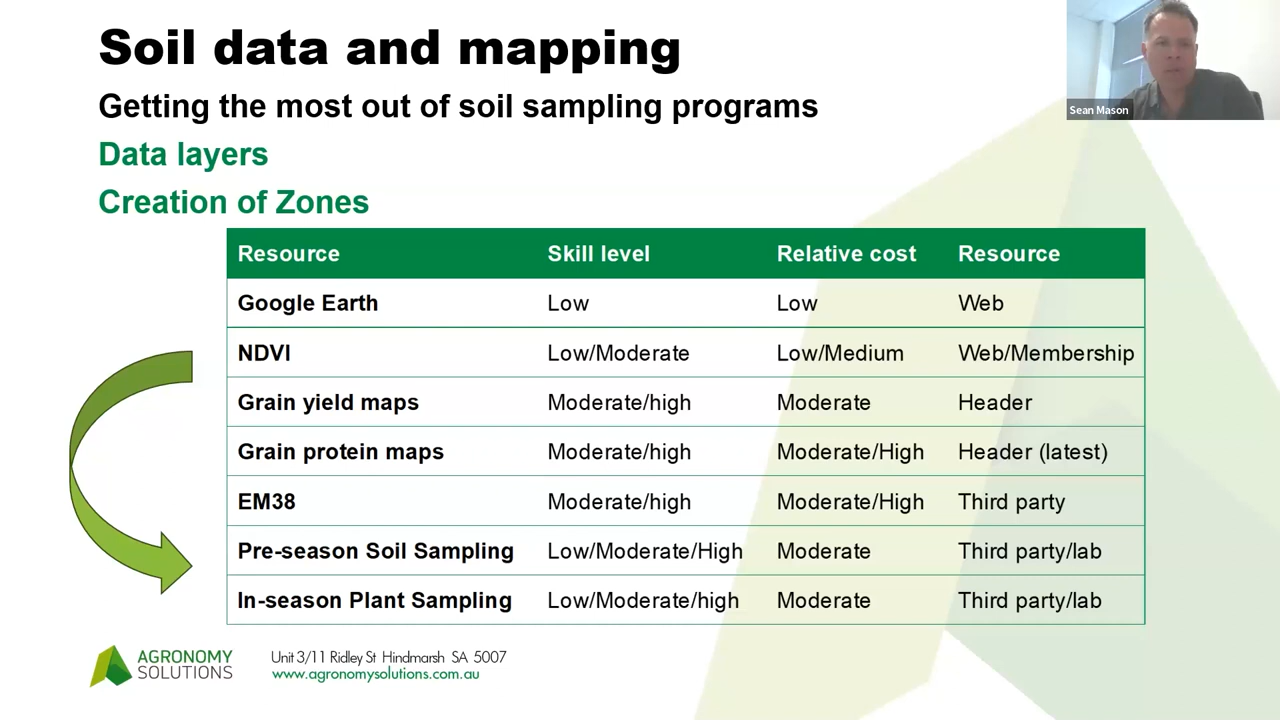 Soil data and mapping
Sean Mason
Getting the most out of soil sampling programs
Data layers
Creation of Zones
Resource Skill level Relative cost Resource
Google Earth Low Low Web
NDVI Low/Moderate Low/Medium Web/Membership
Grain yield maps Moderate/high Moderate Header
Grain protein maps Moderate/high Moderate/High Header (latest)
EM38 Moderate/high Moderate/High Third party
Pre-season Soil Sampling Low/Moderate/High Moderate Third party/lab
In-season Plant Sampling Low/Moderate/high Moderate Third party/lab
AGRONOMY
SOLUTIONS
Unit 3/11 Ridley St Hindmarsh SA 5007
www.agronomysolutions.com.au